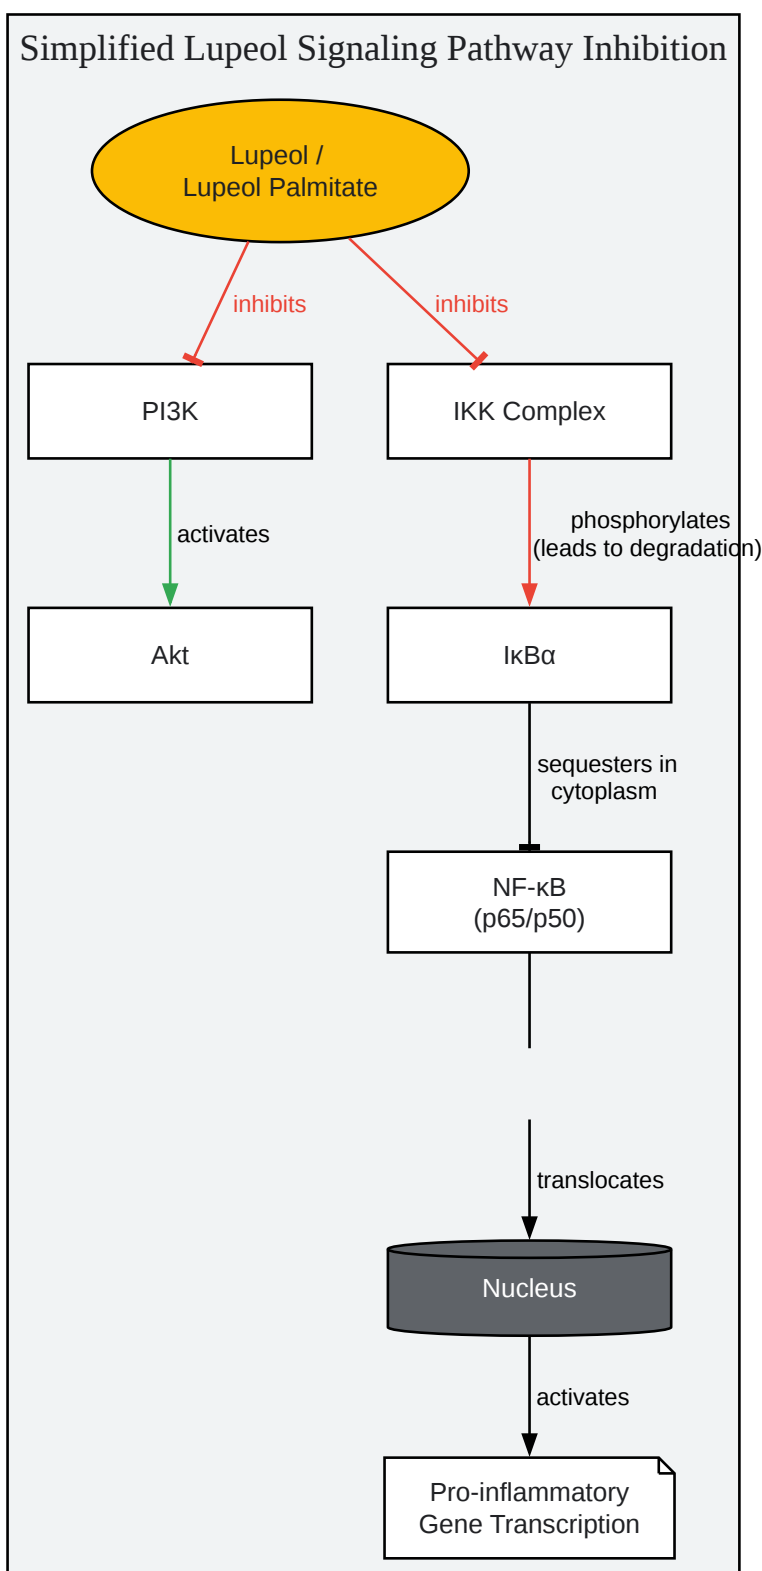 Simplified Lupeol Signaling Pathway Inhibition
Lupeol /
Lupeol Palmitate
inhibits
inhibits
PI3K
IKK Complex
activates
phosphorylates
(leads to degradation)
Akt
IκBα
sequesters in
cytoplasm
NF-κB
(p65/p50)
translocates
Nucleus
activates
Pro-inflammatory
Gene Transcription